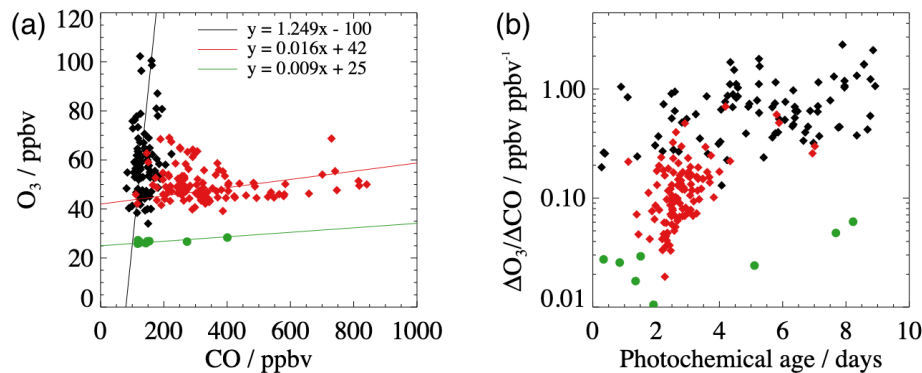 (a)
y = 1.249x - 100
y = 0.016x + 42
y = 0.009x + 25
120
100
80
60
40
20
0
O₃ / ppbv
0 200 400 600 800 1000
CO / ppbv
(b)
1.00
0.10
0.01
ΔO₃/ΔCO / ppbv ppbv⁻¹
0 2 4 6 8 10
Photochemical age / days